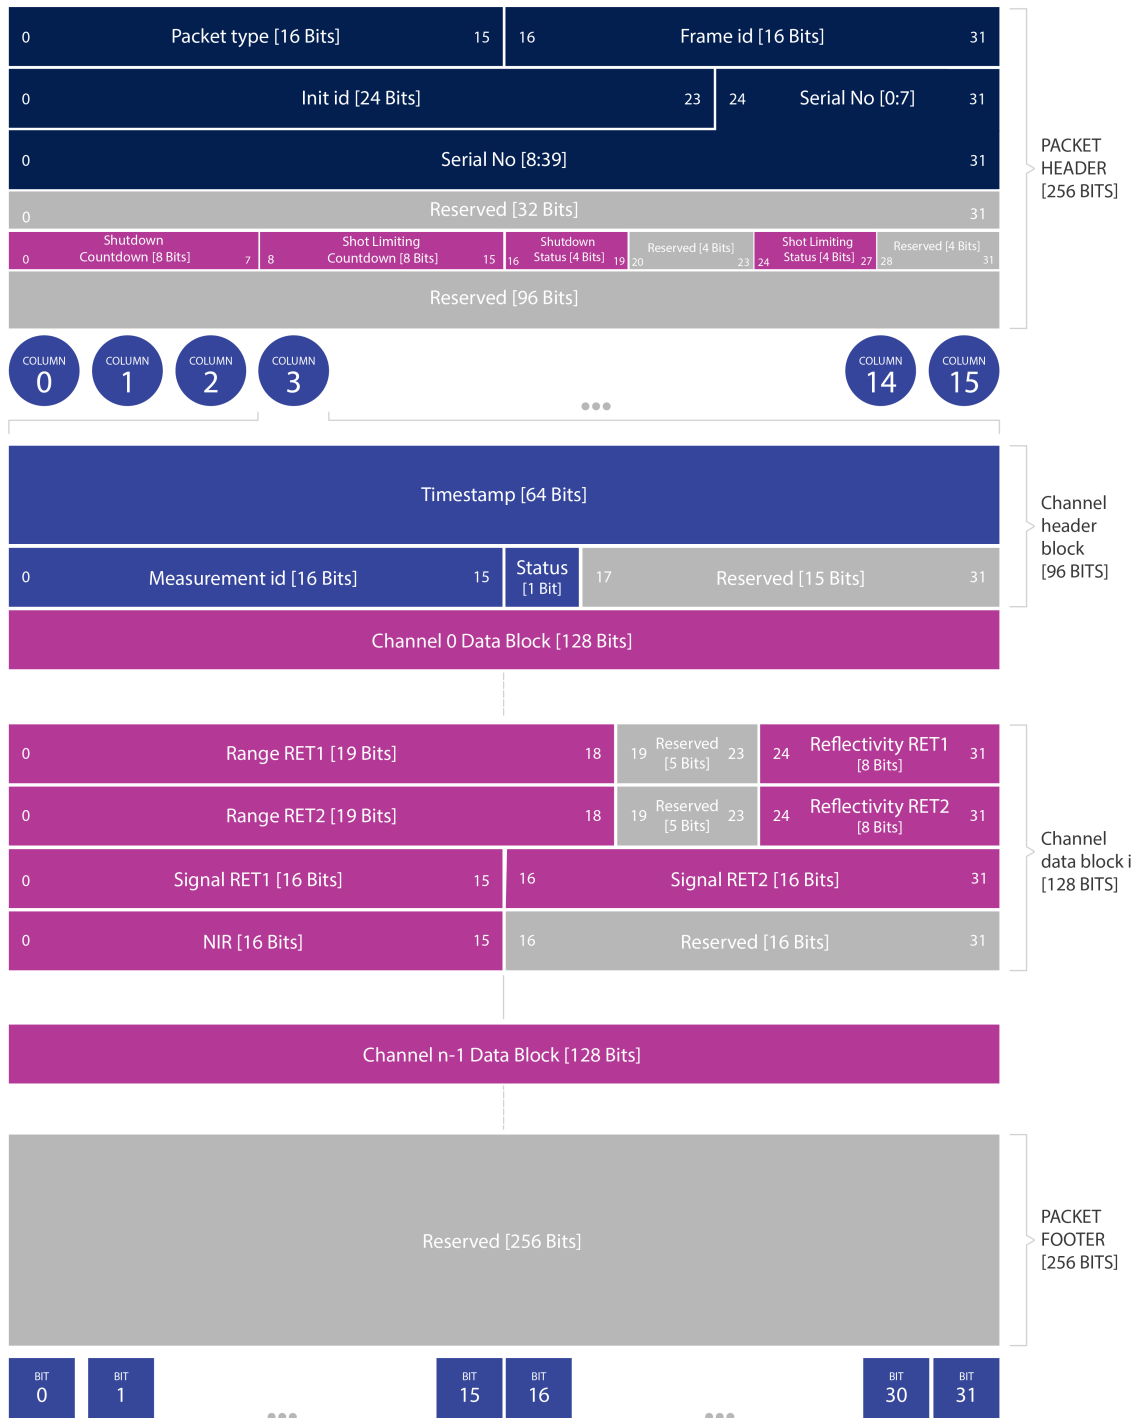 0 Packet type [16 Bits] 15 16 Frame id [16 Bits] 31
0 Init id [24 Bits] 23 24 Serial No [0:7] 31
0 Serial No [8:39] 31
PACKET
HEADER
[256 BITS]
0 Reserved [32 Bits] 31
0 Shutdown
Countdown [8 Bits] 7
8 Shot Limiting
Countdown [8 Bits] 15
16 Shutdown
Status [4 Bits] 19
20 Reserved [4 Bits] 23
24 Shot Limiting
Status [4 Bits] 27
28 Reserved [4 Bits] 31
Reserved [96 Bits]
COLUMN
0
COLUMN
1
COLUMN
2
COLUMN
3
COLUMN
14
COLUMN
15
Timestamp [64 Bits]
Channel
header
block
[96 BITS]
0 Measurement id [16 Bits] 15
Status
[1 Bit]
17 Reserved [15 Bits] 31
Channel 0 Data Block [128 Bits]
0 Range RET1 [19 Bits] 18
19 Reserved
[5 Bits] 23
24 Reflectivity RET1
[8 Bits] 31
0 Range RET2 [19 Bits] 18
19 Reserved
[5 Bits] 23
24 Reflectivity RET2
[8 Bits] 31
Channel
data block i
[128 BITS]
0 Signal RET1 [16 Bits] 15 16 Signal RET2 [16 Bits] 31
0 NIR [16 Bits] 15 16 Reserved [16 Bits] 31
Channel n-1 Data Block [128 Bits]
Reserved [256 Bits]
PACKET
FOOTER
[256 BITS]
BIT
0
BIT
1
BIT
15
BIT
16
BIT
30
BIT
31